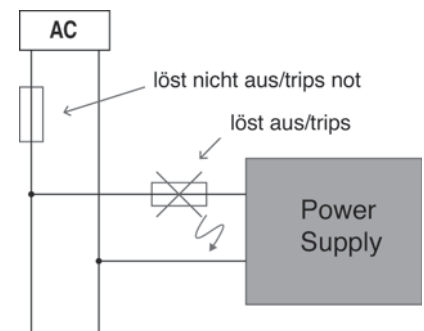 AC
löst nicht aus/trips not
löst aus/trips
Power
Supply